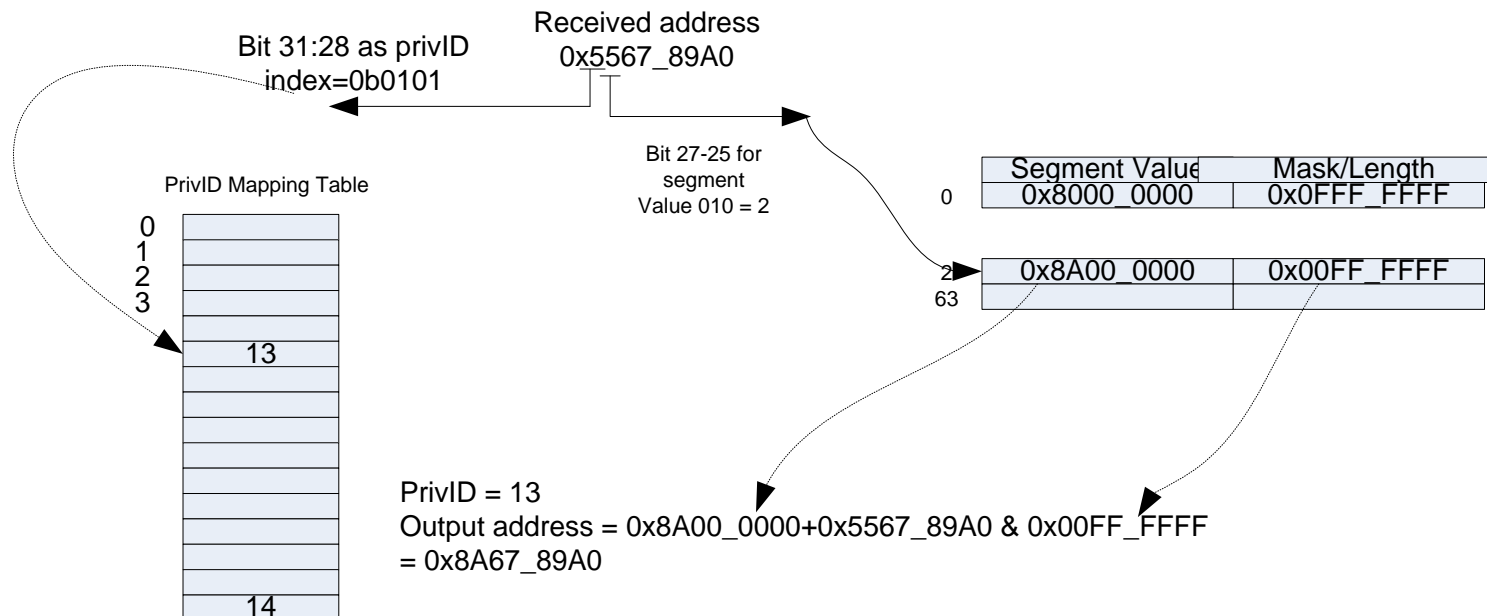 Received address
0x5567_89A0
Bit 31:28 as privID
index=0b0101
Bit 27-25 for
segment
Value 010 = 2
PrivID Mapping Table
0
1
2
3
13
14
Segment Value Mask/Length
0 0x8000_0000 0x0FFF_FFFF
2 0x8A00_0000 0x00FF_FFFF
63
PrivID = 13
Output address = 0x8A00_0000+0x5567_89A0 & 0x00FF_FFFF
= 0x8A67_89A0